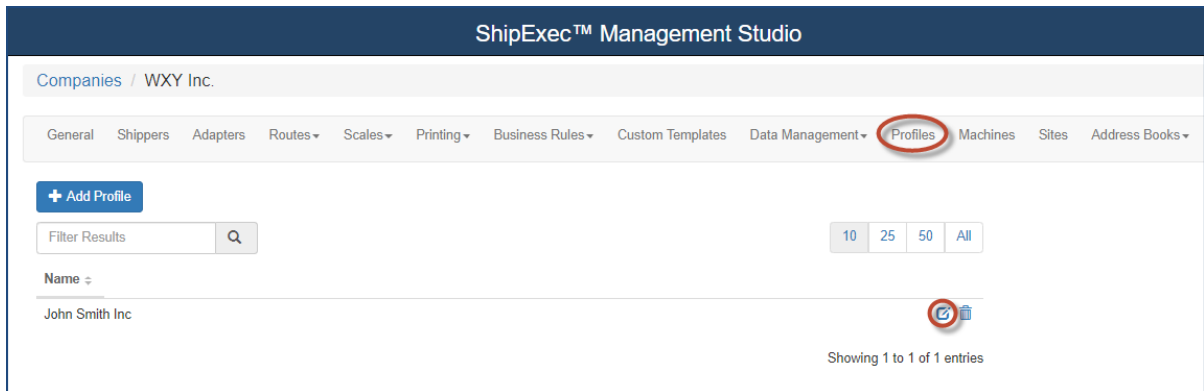 ShipExec™ Management Studio
Companies / WXY Inc.
General Shippers Adapters Routes Scales Printing Business Rules Custom Templates Data Management Profiles Machines Sites Address Books
Add Profile
Filter Results
10 25 50 All
Name
John Smith Inc
Showing 1 to 1 of 1 entries